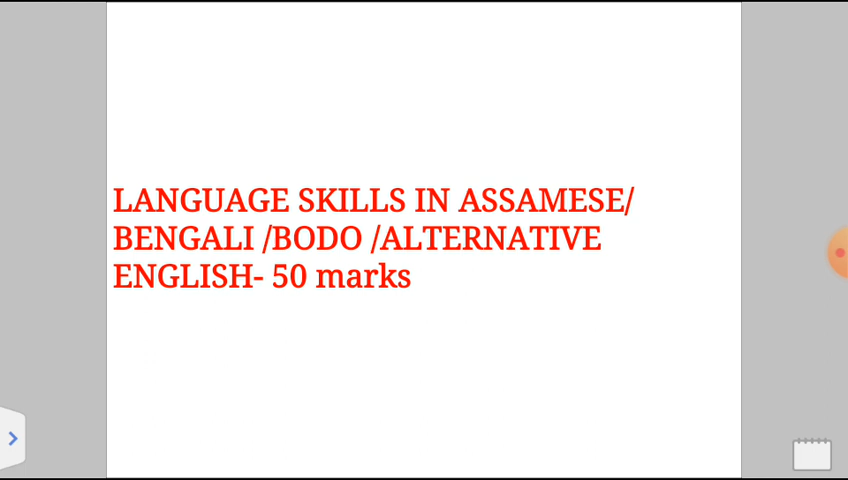 LANGUAGE SKILLS IN ASSAMESE/
BENGALI /BODO /ALTERNATIVE
ENGLISH- 50 marks